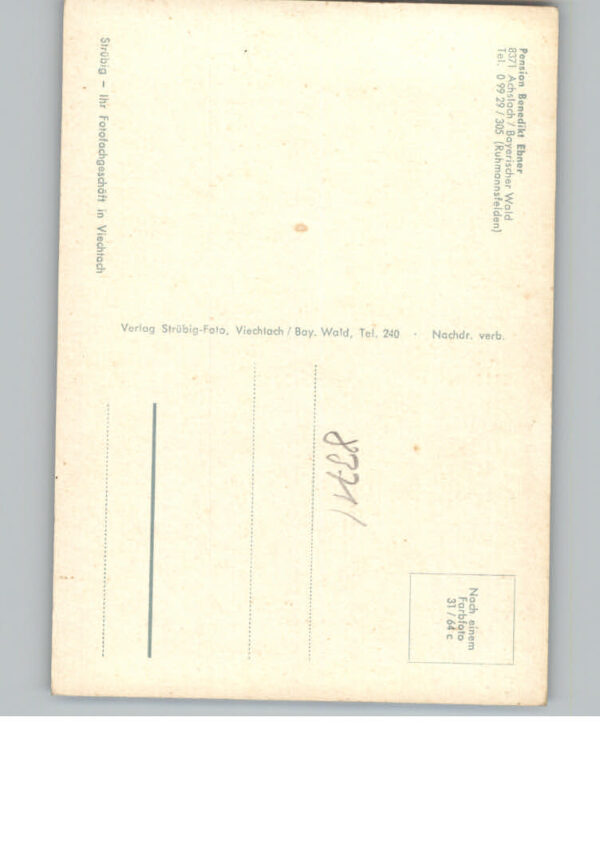 Pension Benedikt Ebner
8371 Achslach / Bayerischer Wald
Tel. 0 99 29 / 305 (Ruhmannsfelden)
Strübig – Ihr Fotofachgeschäft in Viechtach
Verlag Strübig-Foto, Viechtach / Bay. Wald, Tel. 240 · Nachdr. verb.
Nach einem
Farbfoto
31 / 64 c
8371